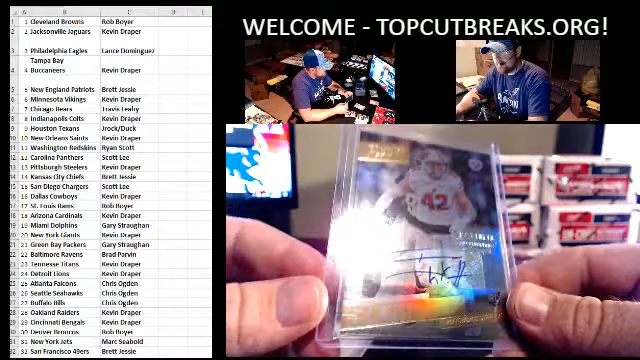 WELCOME - TOPCUTBREAKS.ORG!
1 Cleveland Browns Rob Boyer
2 Jacksonville Jaguars Kevin Draper
3 Philadelphia Eagles Lance Dominguez
Tampa Bay
4 Buccaneers Kevin Draper
5 New England Patriots Brett Jessie
6 Minnesota Vikings Kevin Draper
7 Chicago Bears Travis Leahy
8 Indianapolis Colts Kevin Draper
9 Houston Texans Jrock/Duck
10 New Orleans Saints Kevin Draper
11 Washington Redskins Ryan Scott
12 Carolina Panthers Scott Lee
13 Pittsburgh Steelers Kevin Draper
14 Kansas City Chiefs Brett Jessie
15 San Diego Chargers Scott Lee
16 Dallas Cowboys Kevin Draper
17 St. Louis Rams Rob Boyer
18 Arizona Cardinals Kevin Draper
19 Miami Dolphins Gary Straughan
20 New York Giants Kevin Draper
21 Green Bay Packers Gary Straughan
22 Baltimore Ravens Brad Parvin
23 Tennessee Titans Kevin Draper
24 Detroit Lions Kevin Draper
25 Atlanta Falcons Chris Ogden
26 Seattle Seahawks Chris Ogden
27 Buffalo Bills Chris Ogden
28 Oakland Raiders Kevin Draper
29 Cincinnati Bengals Kevin Draper
30 Denver Broncos Rob Boyer
31 New York Jets Marc Seabold
32 San Francisco 49ers Brett Jessie
42